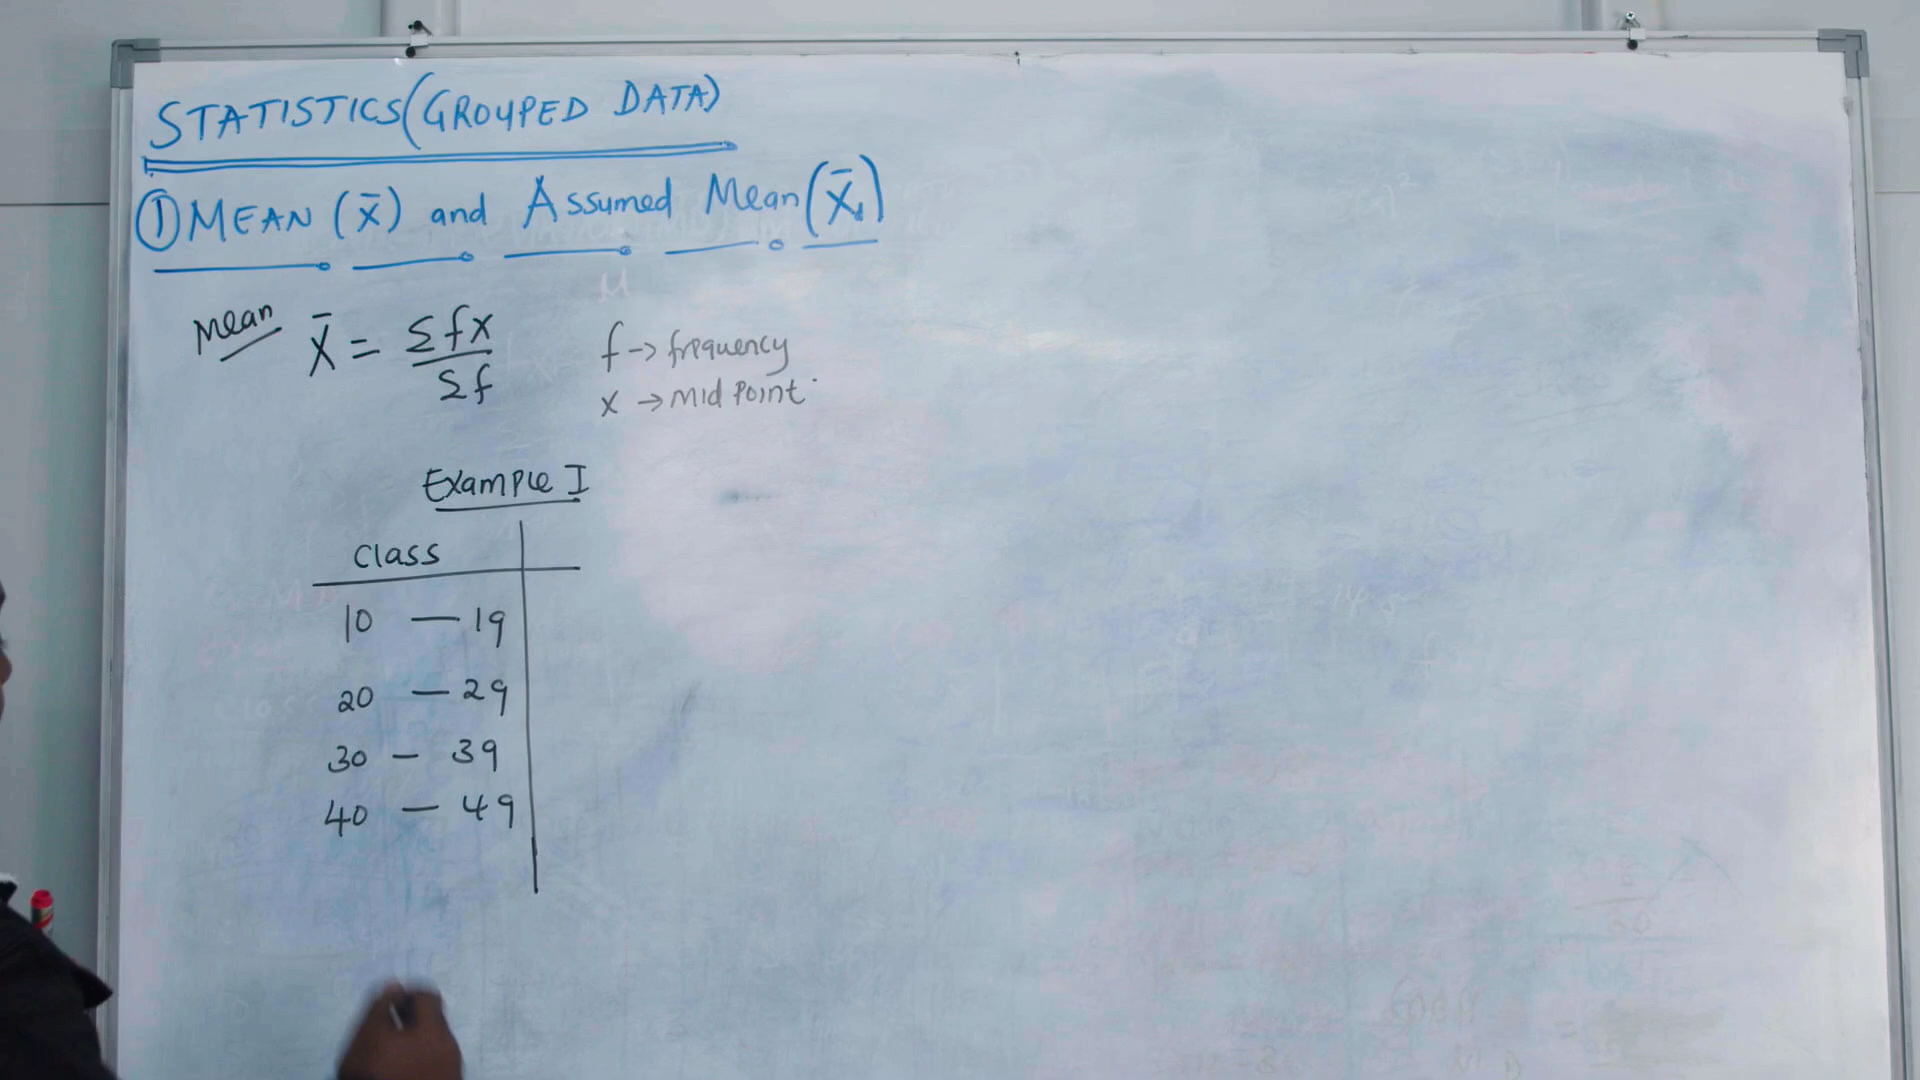 STATISTICS(GROUPED DATA)
① MEAN (x̄) and Assumed Mean (X̄₁)
Mean X̄ = Σfx / Σf
f → frequency
x → mid point
Example I
Class
10 — 19
20 — 29
30 — 39
40 — 49